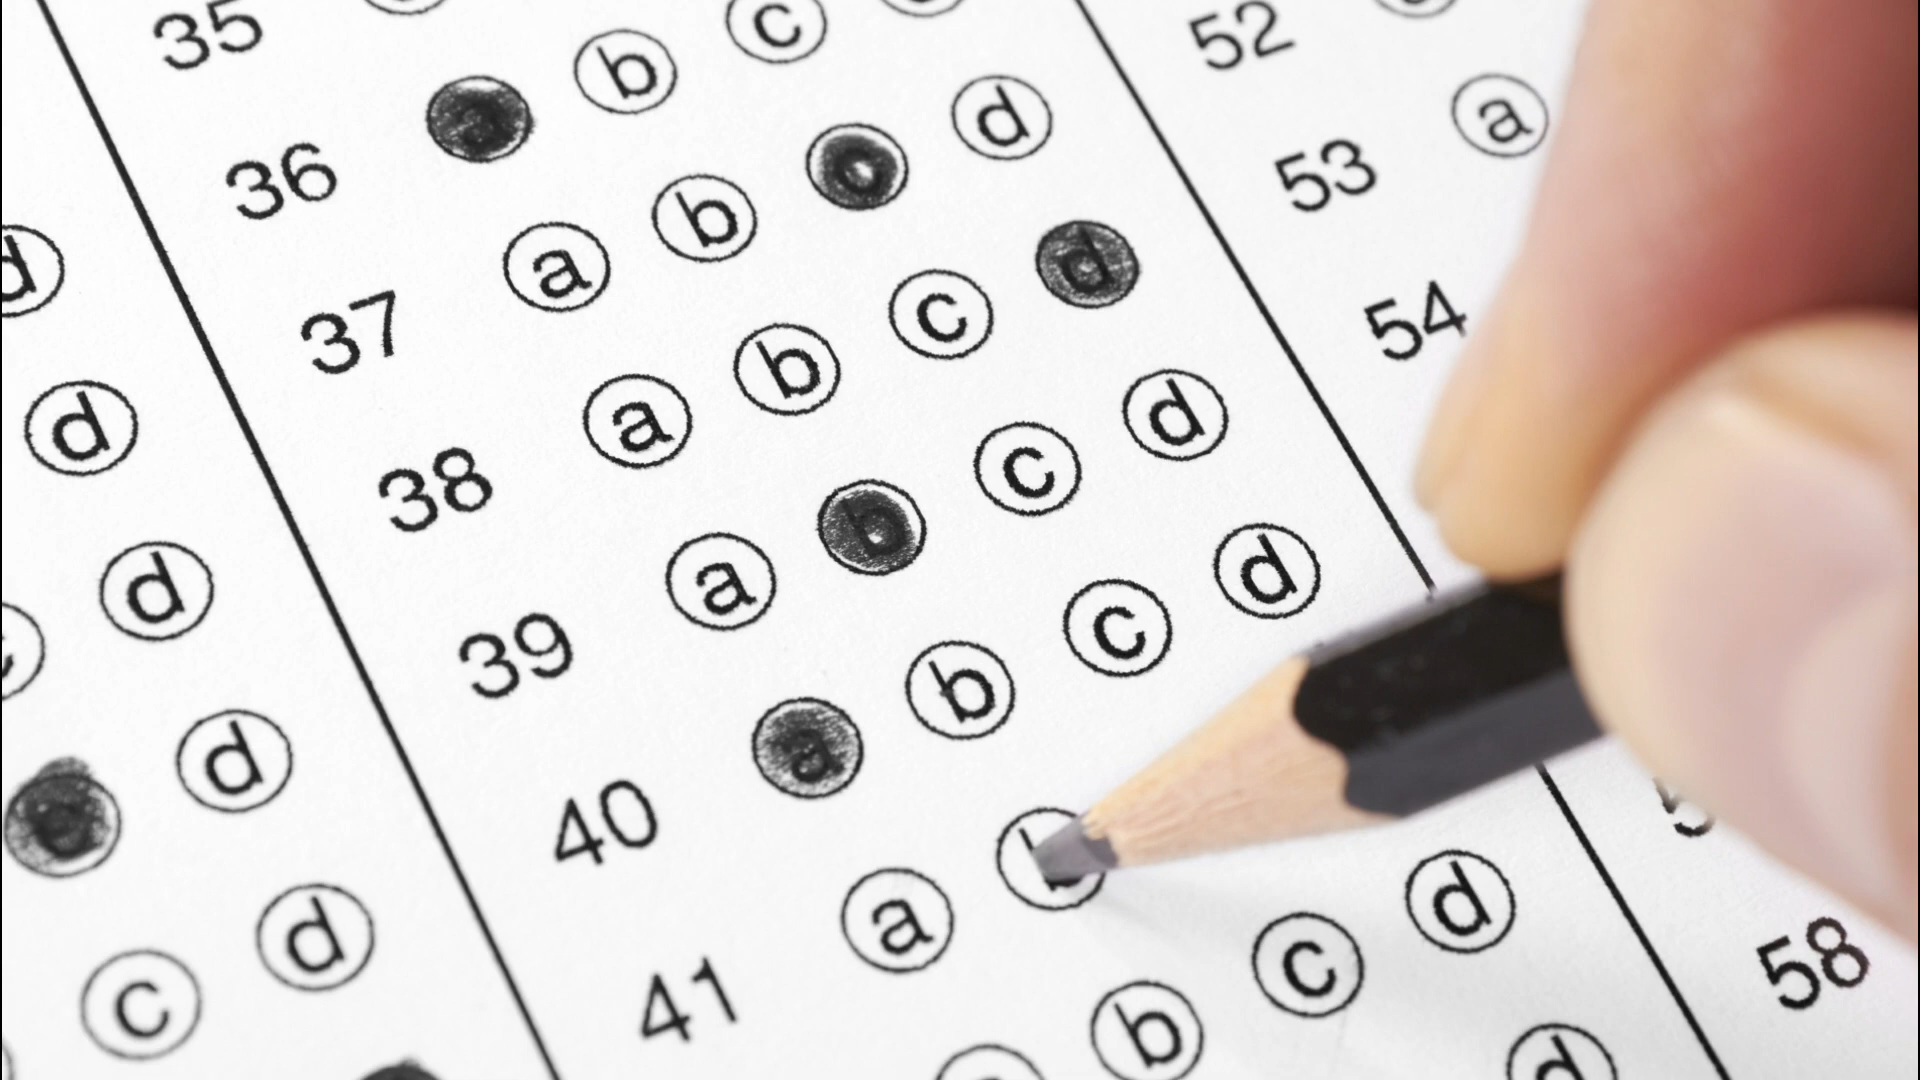 d
d
d
d
c d
35
36 a b c
37 a b c d
38 a b c d
39 a b c d
40 a b c d
41 a b
b c d
d
52
53 a
54
58